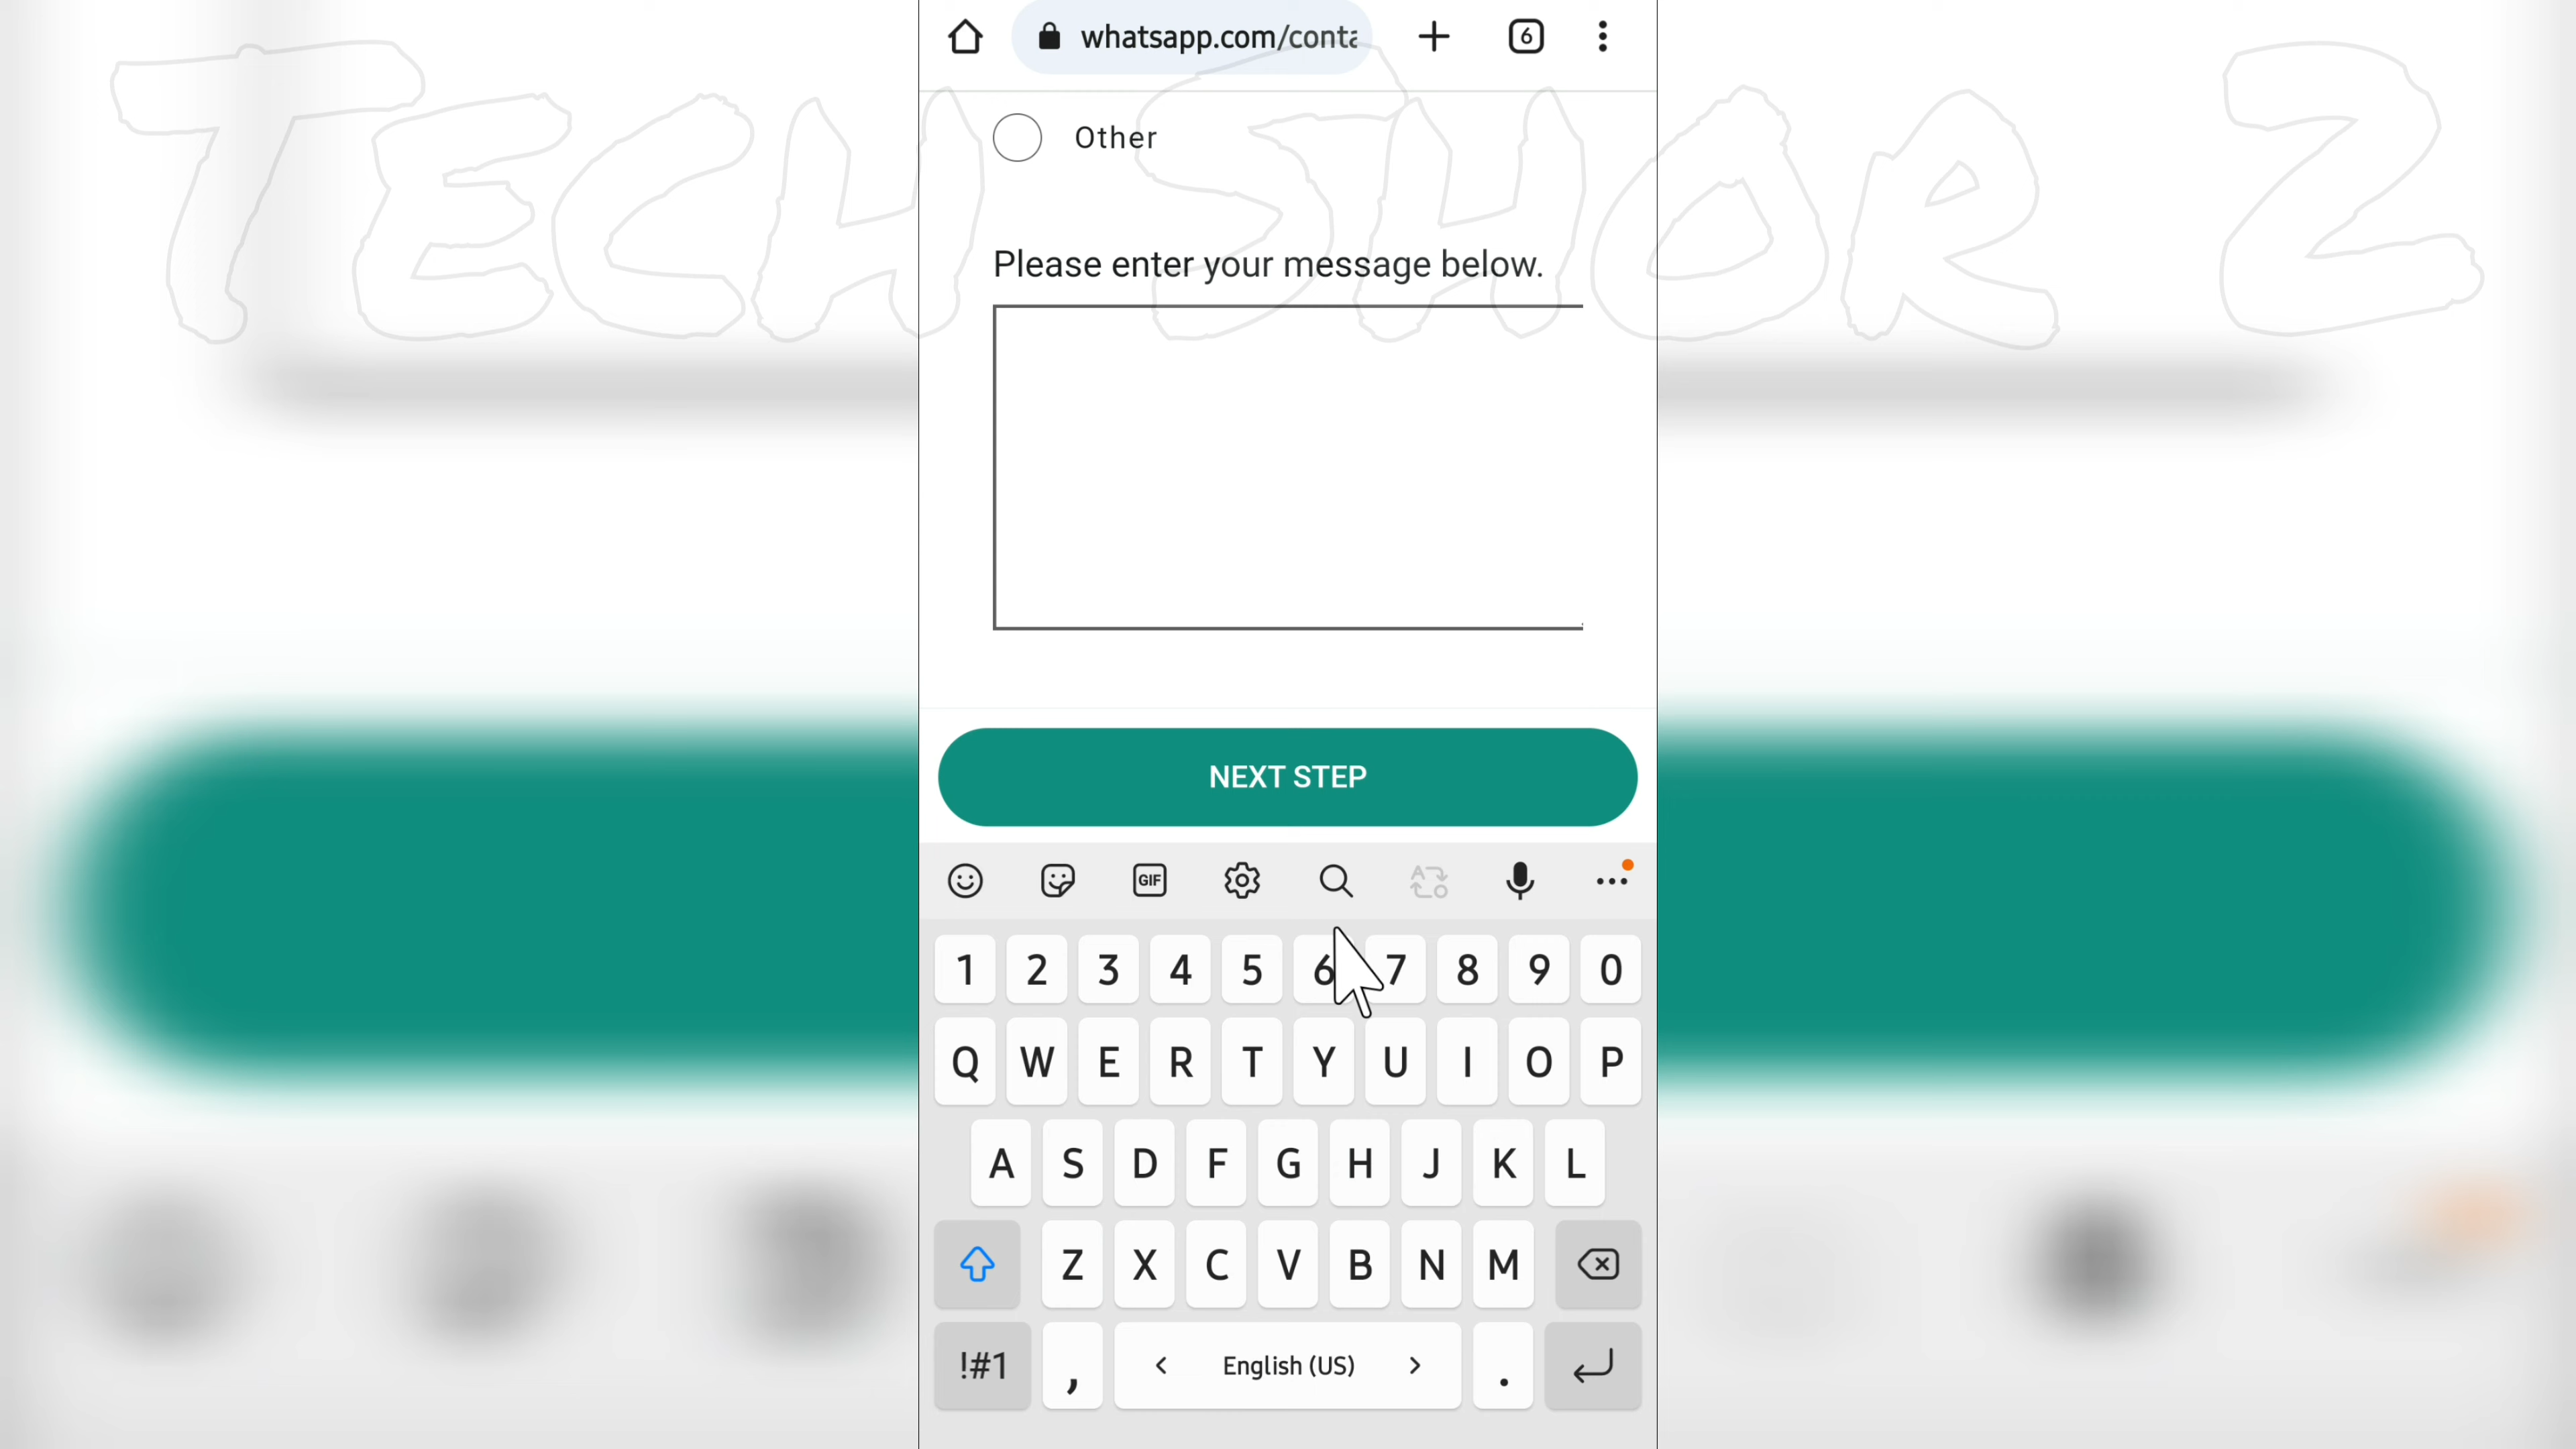 TECH SHOR Z
whatsapp.com/conta
6
Other
Please enter your message below.
NEXT STEP
GIF
A
1 2 3 4 5 6 7 8 9 0
Q W E R T Y U I O P
A S D F G H J K L
Z X C V B N M
!#1 , < English (US) > .